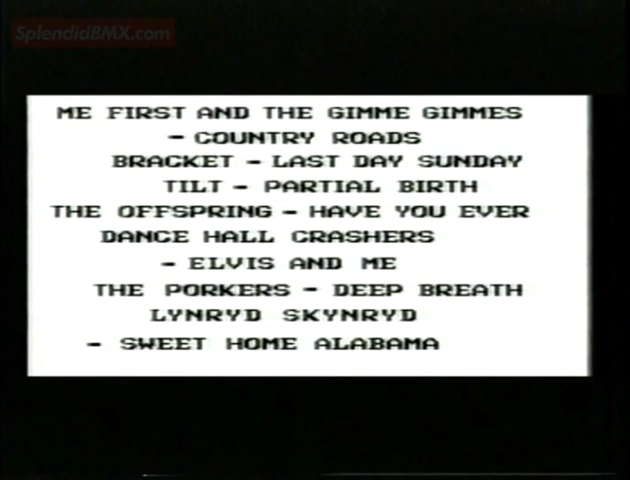 SplendidBMX.com
ME FIRST AND THE GIMME GIMMES
- COUNTRY ROADS
BRACKET - LAST DAY SUNDAY
TILT - PARTIAL BIRTH
THE OFFSPRING - HAVE YOU EVER
DANCE HALL CRASHERS
- ELVIS AND ME
THE PORKERS - DEEP BREATH
LYNRYD SKYNRYD
- SWEET HOME ALABAMA